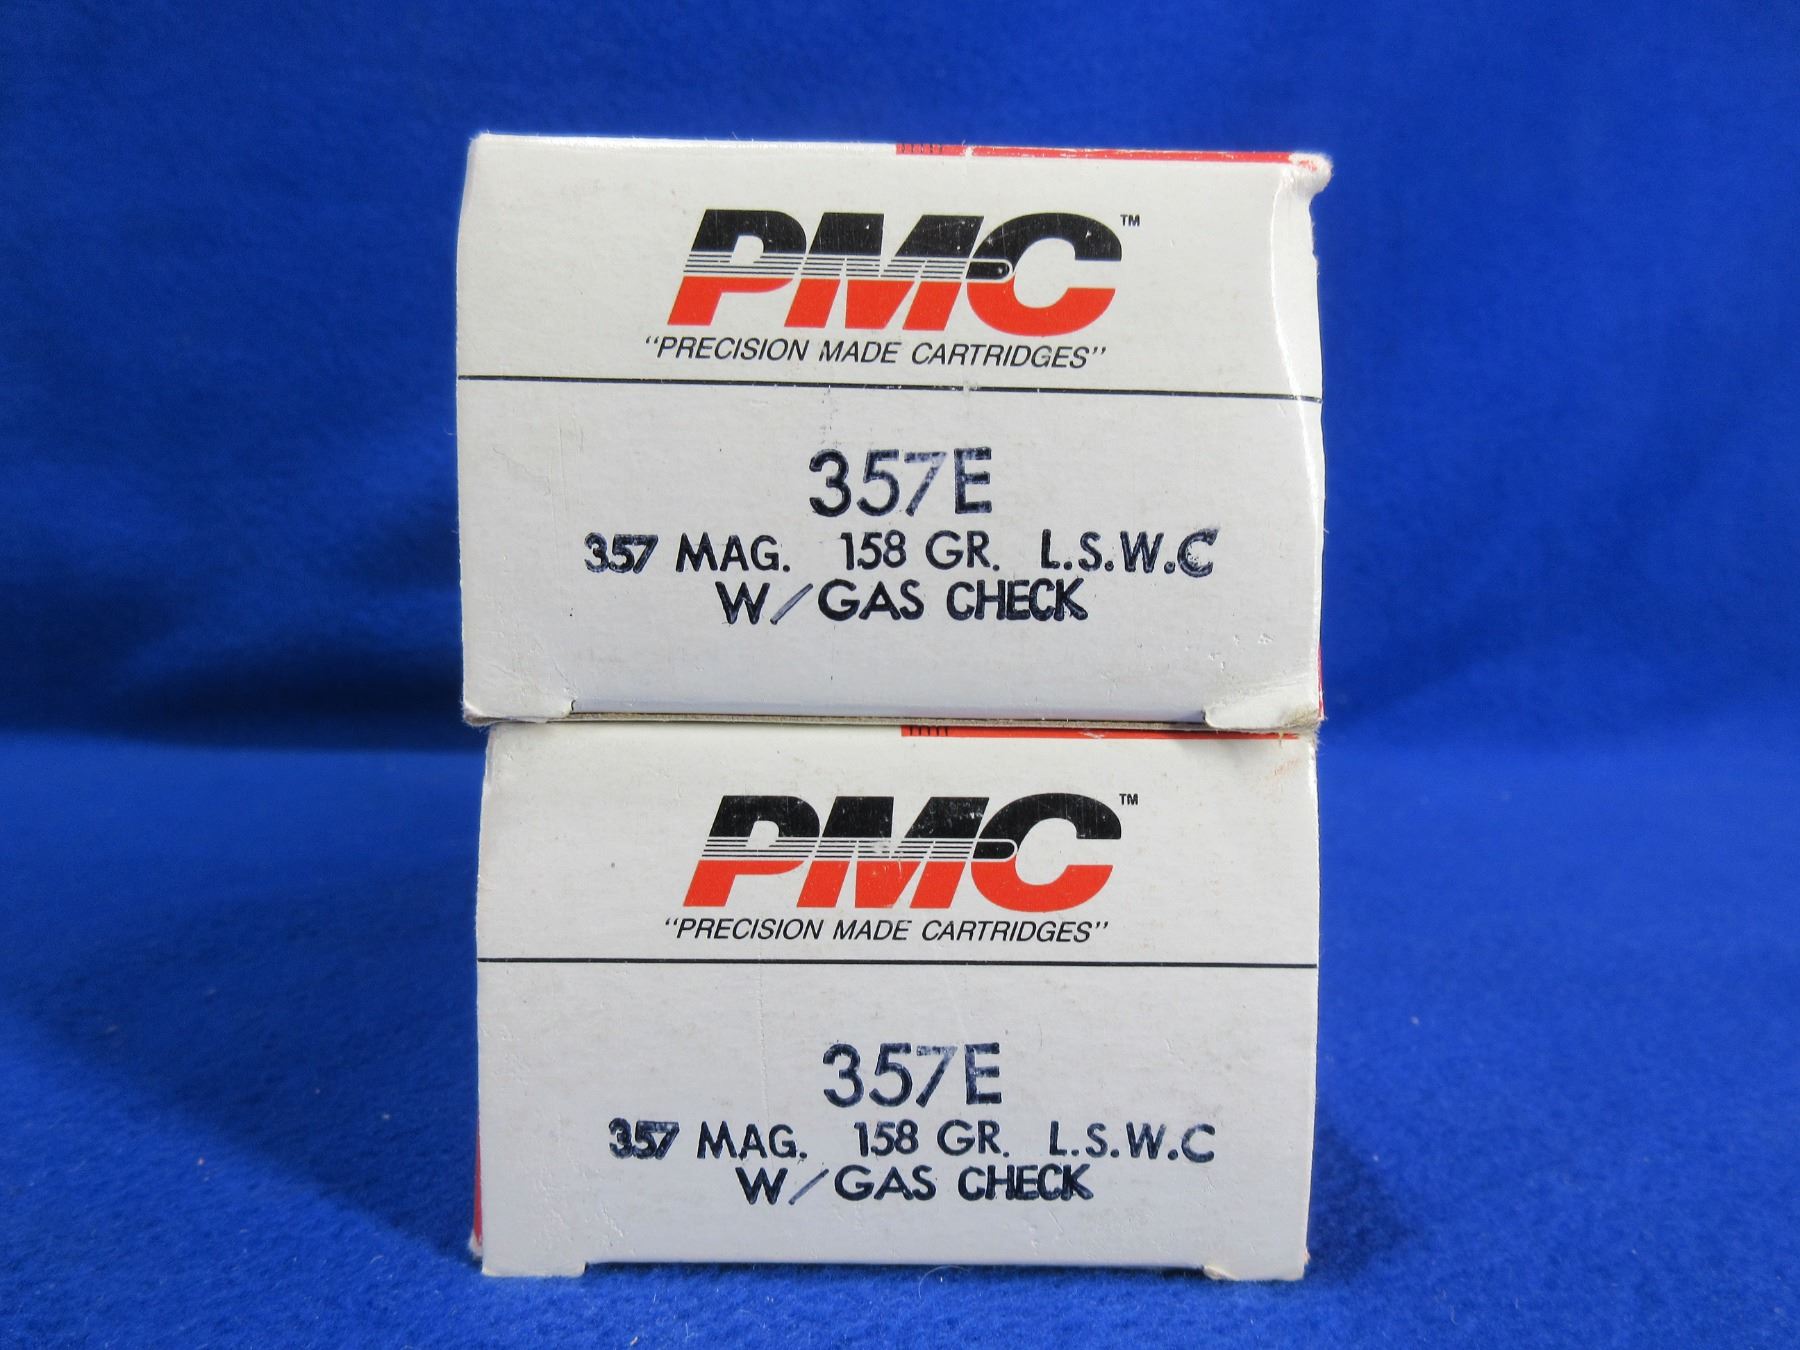 PMC™
"PRECISION MADE CARTRIDGES"
357E
357 MAG. 158 GR. L.S.W.C
W/GAS CHECK
PMC™
"PRECISION MADE CARTRIDGES"
357E
357 MAG. 158 GR. L.S.W.C
W/GAS CHECK